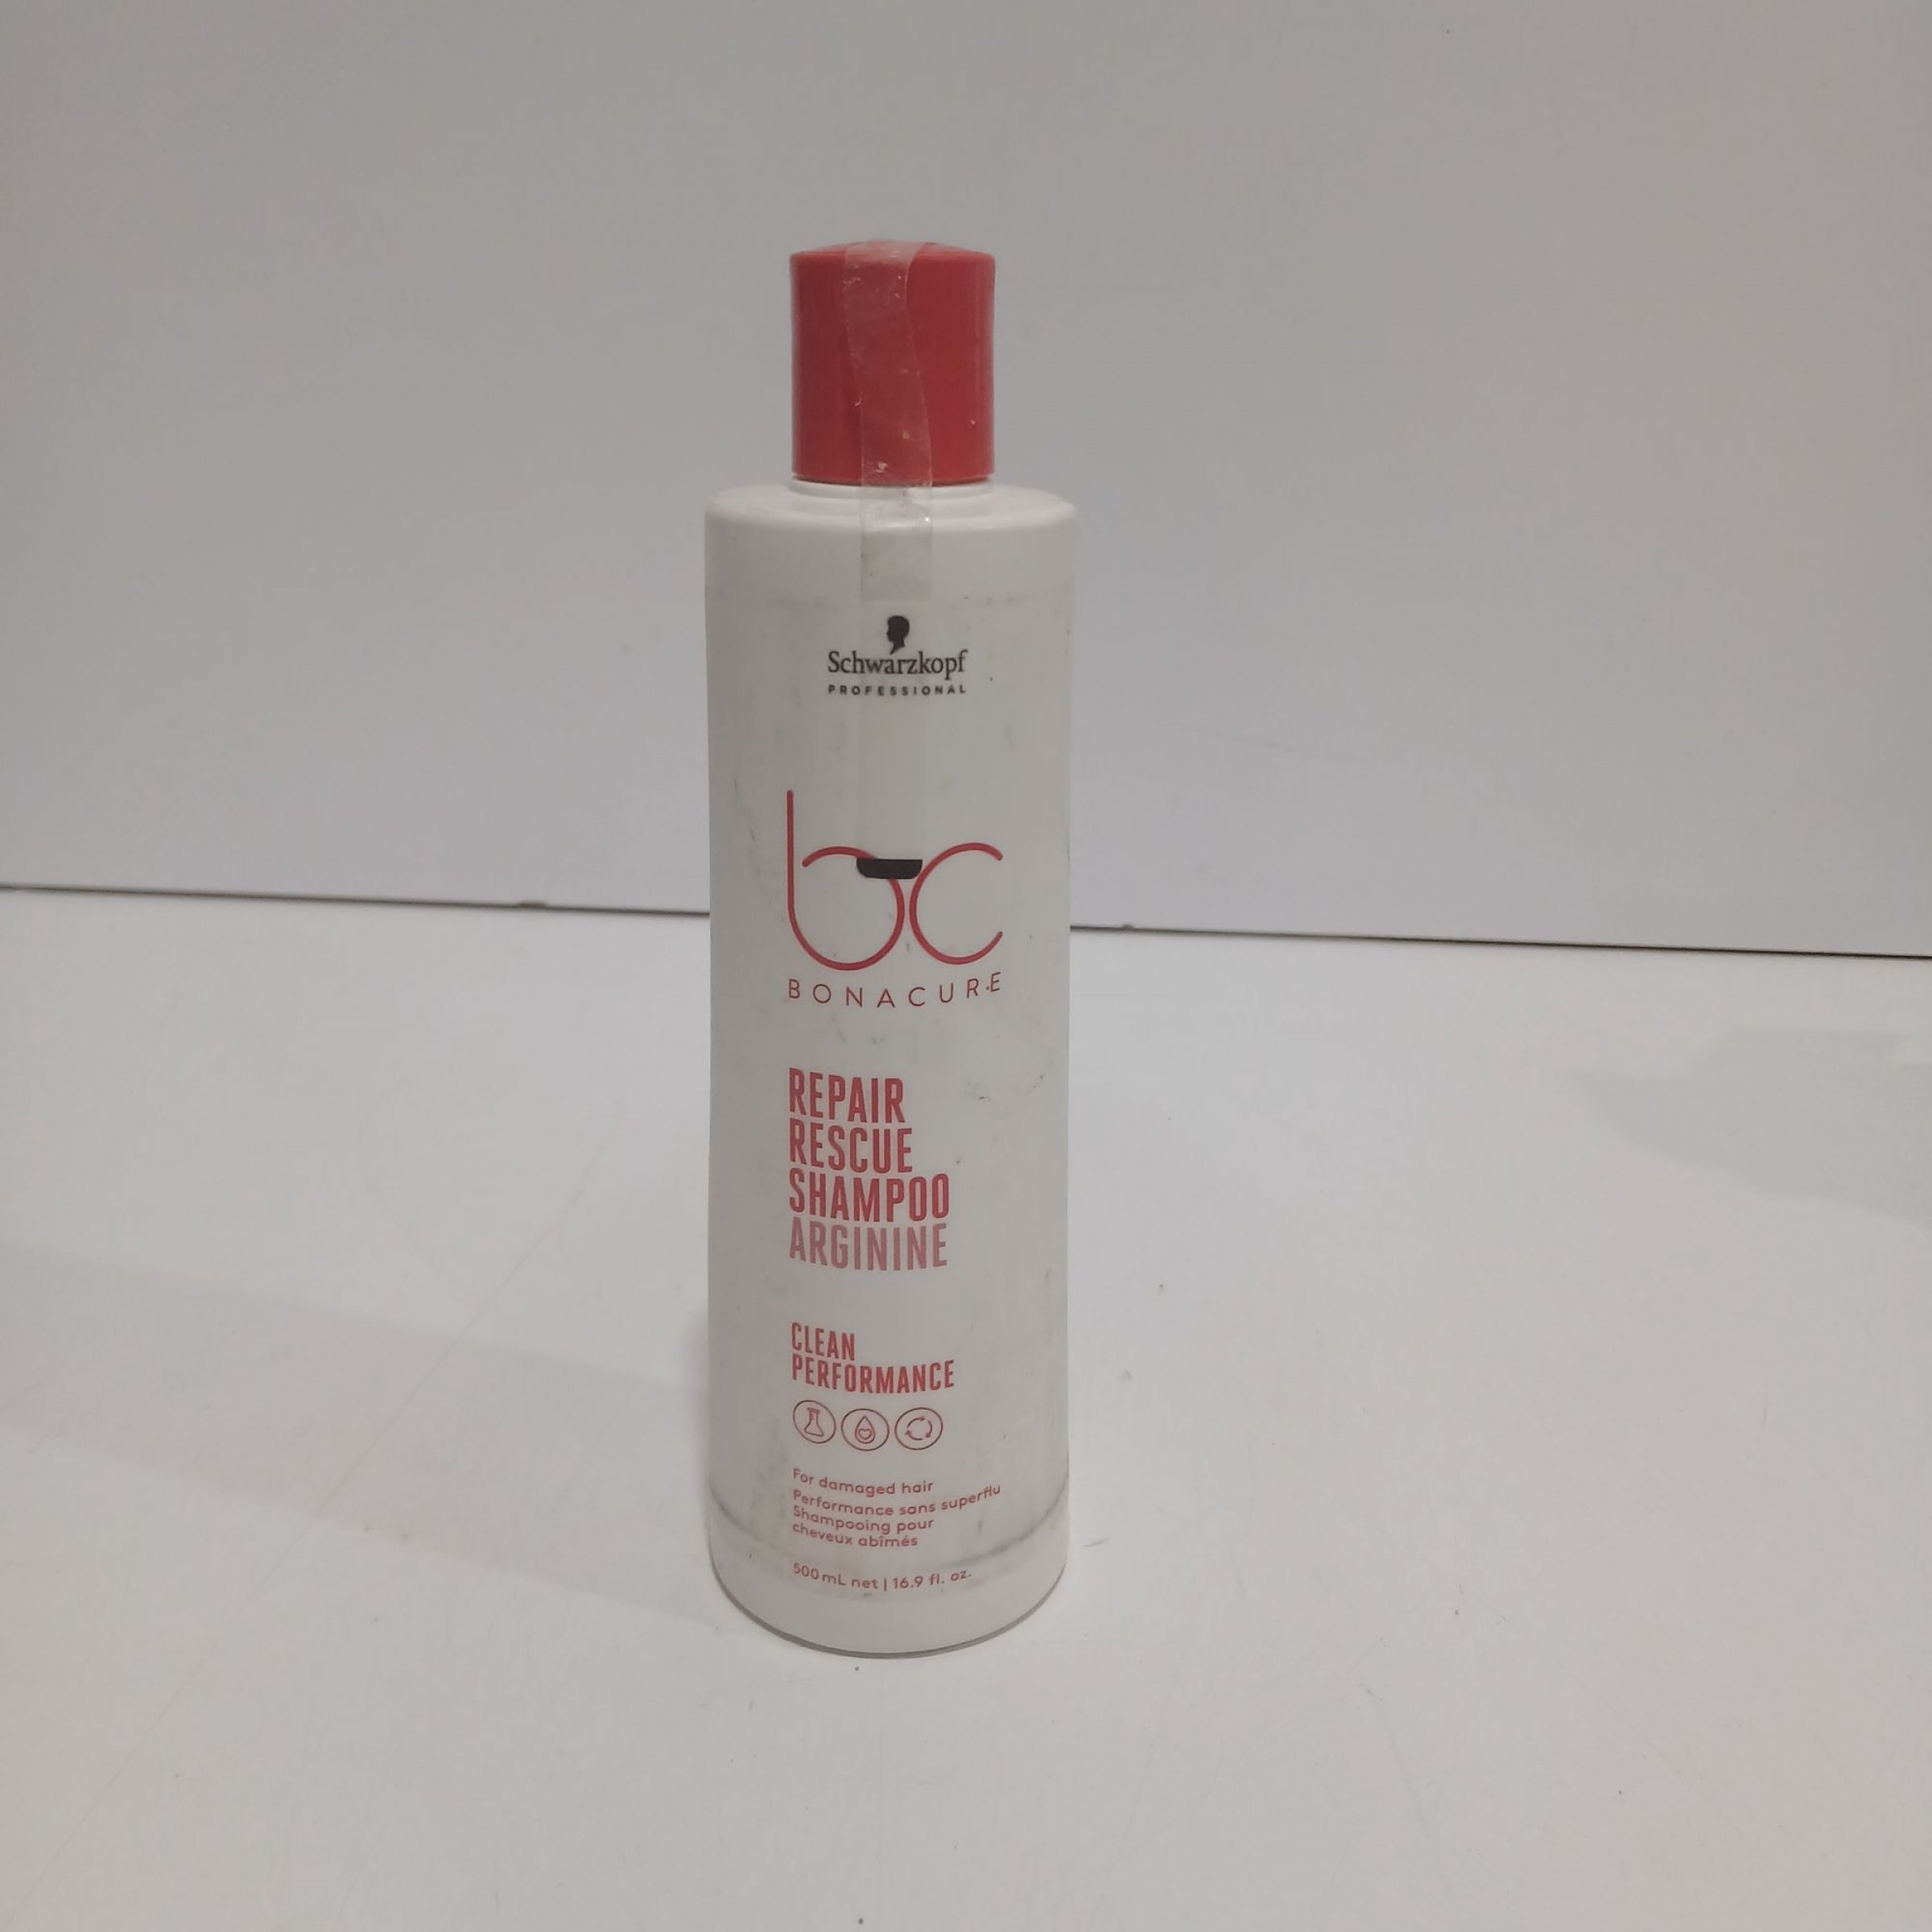 Schwarzkopf
PROFESSIONAL
bc
BONACURE
REPAIR
RESCUE
SHAMPOO
ARGININE
CLEAN
PERFORMANCE
For damaged hair
Performance sans superflu
Shampooing pour
cheveux abîmés
500 mL net | 16.9 fl. oz.